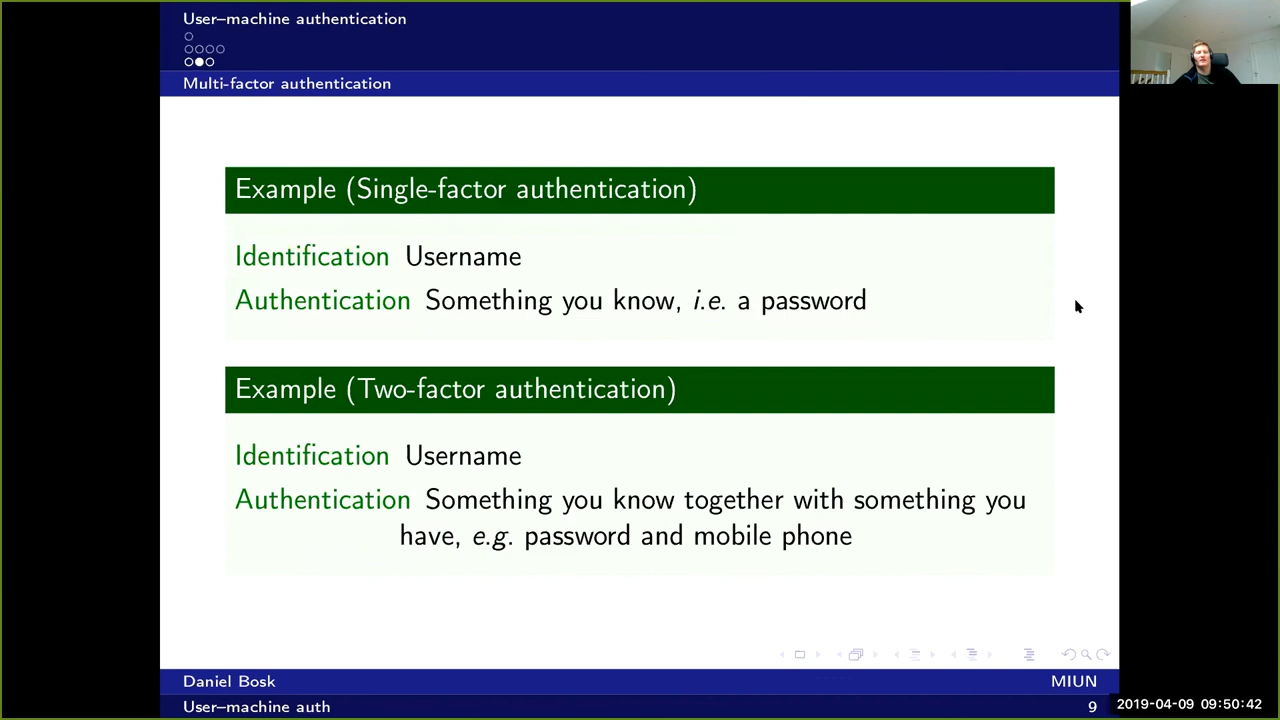 User–machine authentication
Multi-factor authentication
Example (Single-factor authentication)
Identification Username
Authentication Something you know, i.e. a password
Example (Two-factor authentication)
Identification Username
Authentication Something you know together with something you
have, e.g. password and mobile phone
Daniel Bosk MIUN
User–machine auth 9
2019-04-09 09:50:42